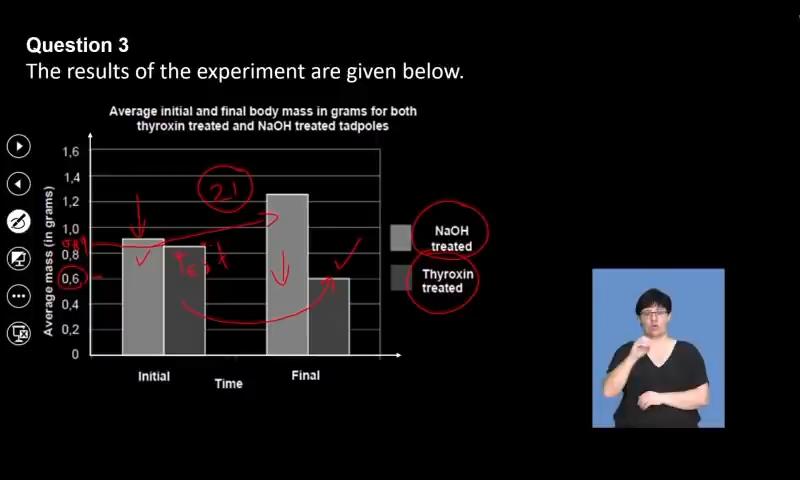 Question 3
The results of the experiment are given below.
Average initial and final body mass in grams for both
thyroxin treated and NaOH treated tadpoles
Average mass (in grams)
1,6
1,4
1,2
1,0
0,8
0,6
0,4
0,2
0
21
Test
Initial
Time
Final
NaOH
treated
Thyroxin
treated